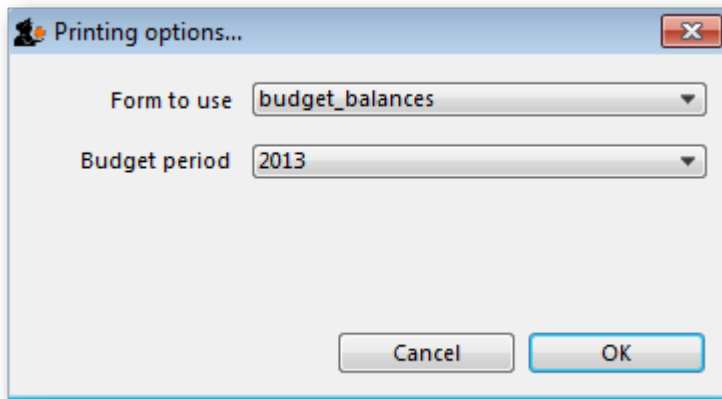 Printing options...
Form to use budget_balances
Budget period 2013
Cancel OK